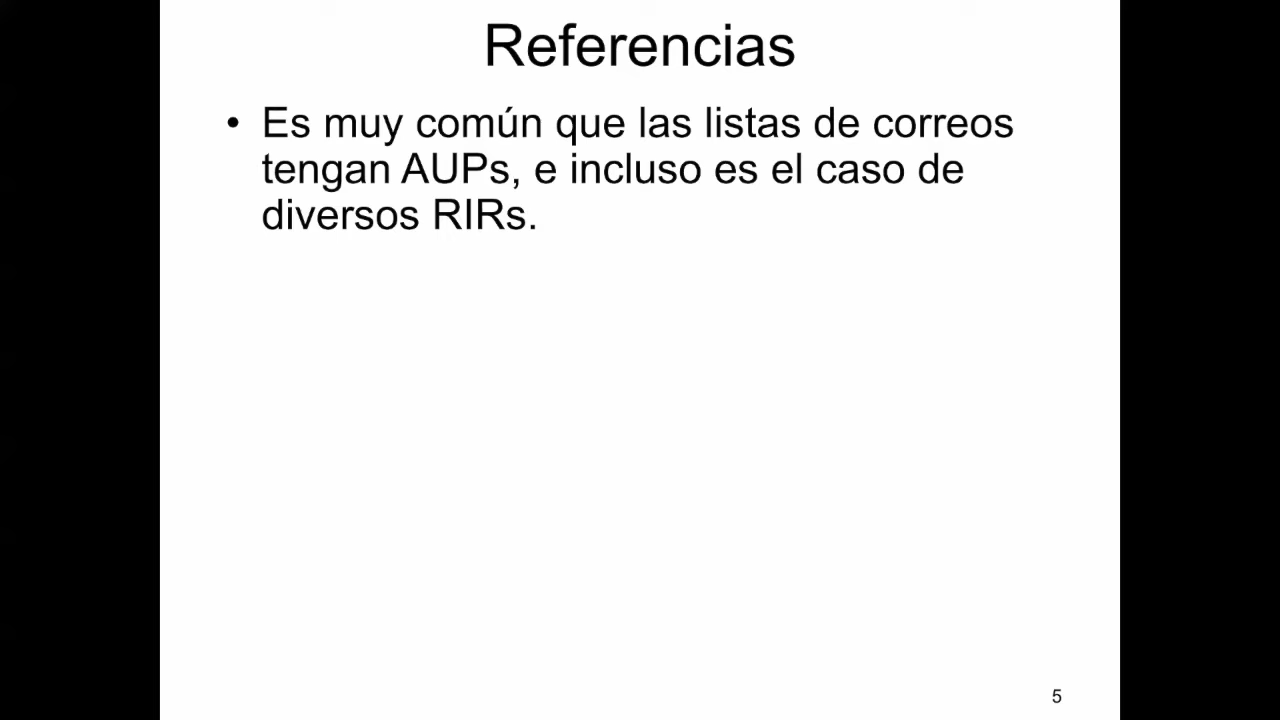 Referencias
• Es muy común que las listas de correos
tengan AUPs, e incluso es el caso de
diversos RIRs.
5